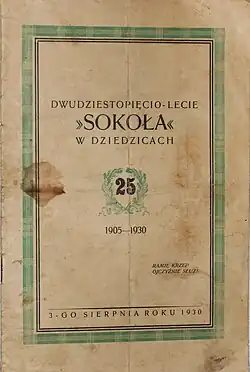 DWUDZIESTOPIĘCIO-LECIE
»SOKOŁA«
W DZIEDZICACH
25
1905—1930
RAMIĘ KRZEP
OJCZYŹNIE SŁUŻ!
3-GO SIERPNIA ROKU 1930